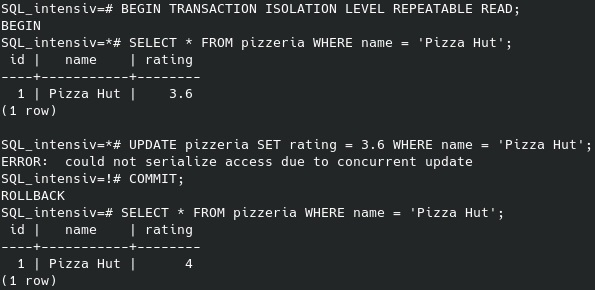 SQL_intensiv=# BEGIN TRANSACTION ISOLATION LEVEL REPEATABLE READ;
BEGIN
SQL_intensiv=*# SELECT * FROM pizzeria WHERE name = 'Pizza Hut';
 id |   name    | rating
----+-----------+--------
  1 | Pizza Hut |    3.6
(1 row)

SQL_intensiv=*# UPDATE pizzeria SET rating = 3.6 WHERE name = 'Pizza Hut';
ERROR:  could not serialize access due to concurrent update
SQL_intensiv=!# COMMIT;
ROLLBACK
SQL_intensiv=# SELECT * FROM pizzeria WHERE name = 'Pizza Hut';
 id |   name    | rating
----+-----------+--------
  1 | Pizza Hut |      4
(1 row)